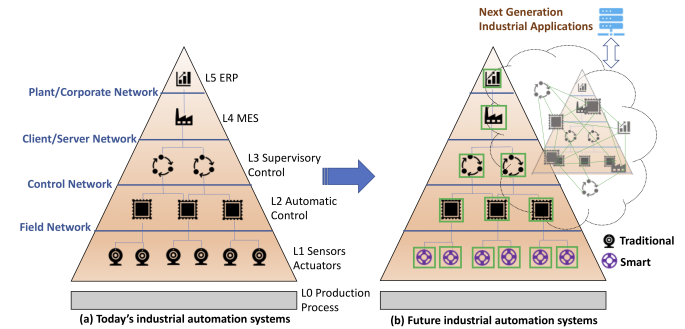 Next Generation
Industrial Applications
L5 ERP
Plant/Corporate Network
L4 MES
Client/Server Network
L3 Supervisory
Control
Control Network
L2 Automatic
Control
Field Network
L1 Sensors
Actuators
Traditional
Smart
L0 Production
Process
(a) Today's industrial automation systems
(b) Future industrial automation systems